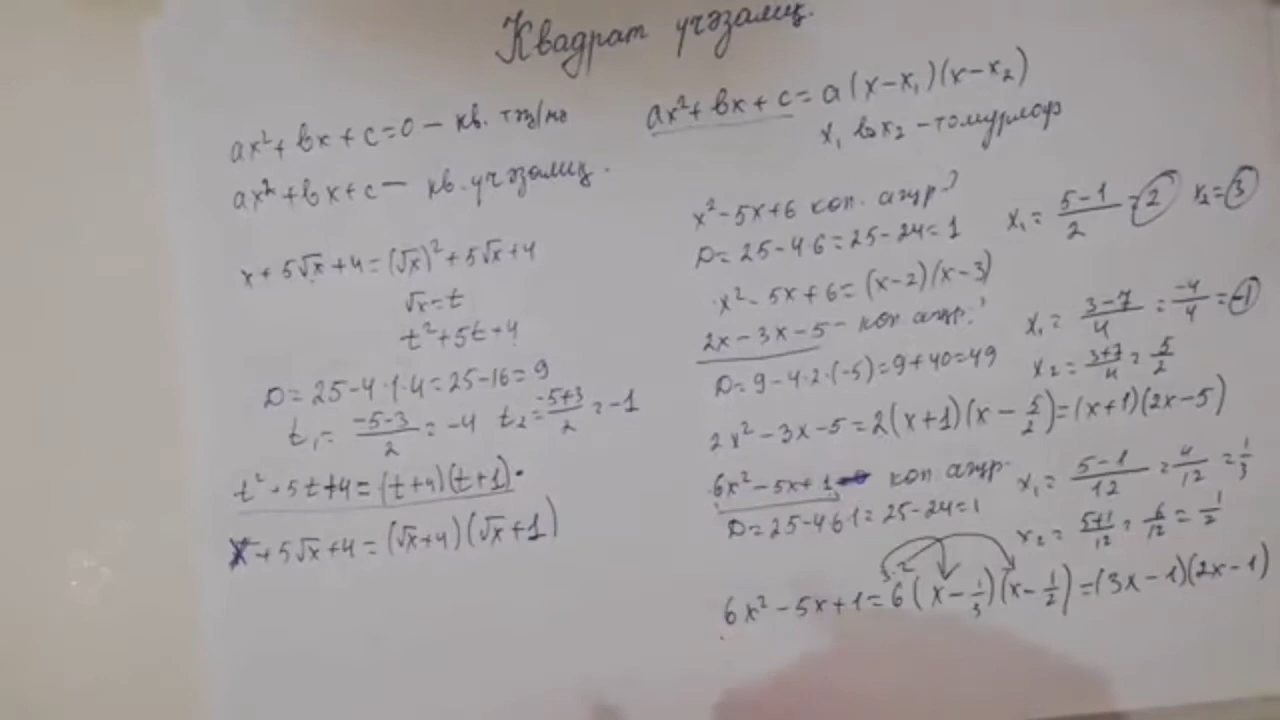 Квадрат учҳамиҷ.
ax²+bx+c=0 – кв.
ax²+bx+c – кв.
x+5√x+4=(√x)²+5√x+4
√x=t
t²+5t+4
D=25-4·1·4=25-16=9
t₁=(-5-3)/2=-4 t₂=(-5+3)/2=-1
t²+5t+4=(t+4)(t+1).
x+5√x+4=(√x+4)(√x+1)
ax²+bx+c=a(x-x₁)(x-x₂)
x₁ x₂ –
x²-5x+6 ?
D=25-4·6=25-24=1 x₁=(5-1)/2=2 x₂=3
x²-5x+6=(x-2)(x-3)
2x-3x-5 –
D=9-4·2·(-5)=9+40=49 x₁=(3-7)/4=-4/4=-1
x₂=(3+7)/4=5/2
2x²-3x-5=2(x+1)(x-5/2)=(x+1)(2x-5)
6x²-5x+1 x₁=(5-1)/12=4/12=1/3
D=25-4·6·1=25-24=1 x₂=(5+1)/12=6/12=1/2
3·2
6x²-5x+1=6(x-1/3)(x-1/2)=(3x-1)(2x-1)